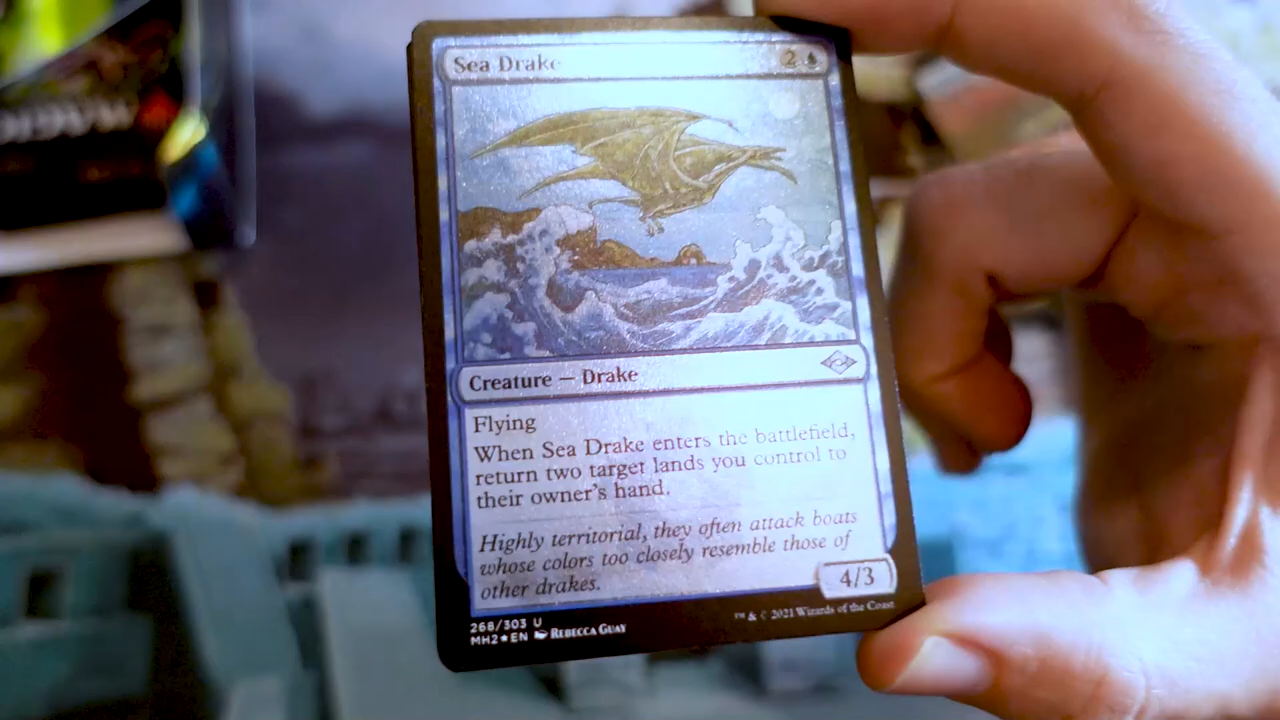 Sea Drake 2
Creature — Drake
Flying
When Sea Drake enters the battlefield,
return two target lands you control to
their owner's hand.
Highly territorial, they often attack boats
whose colors too closely resemble those of
other drakes.
4/3
268/303 U
MH2★EN Rebecca Guay
™ & © 2021 Wizards of the Coast